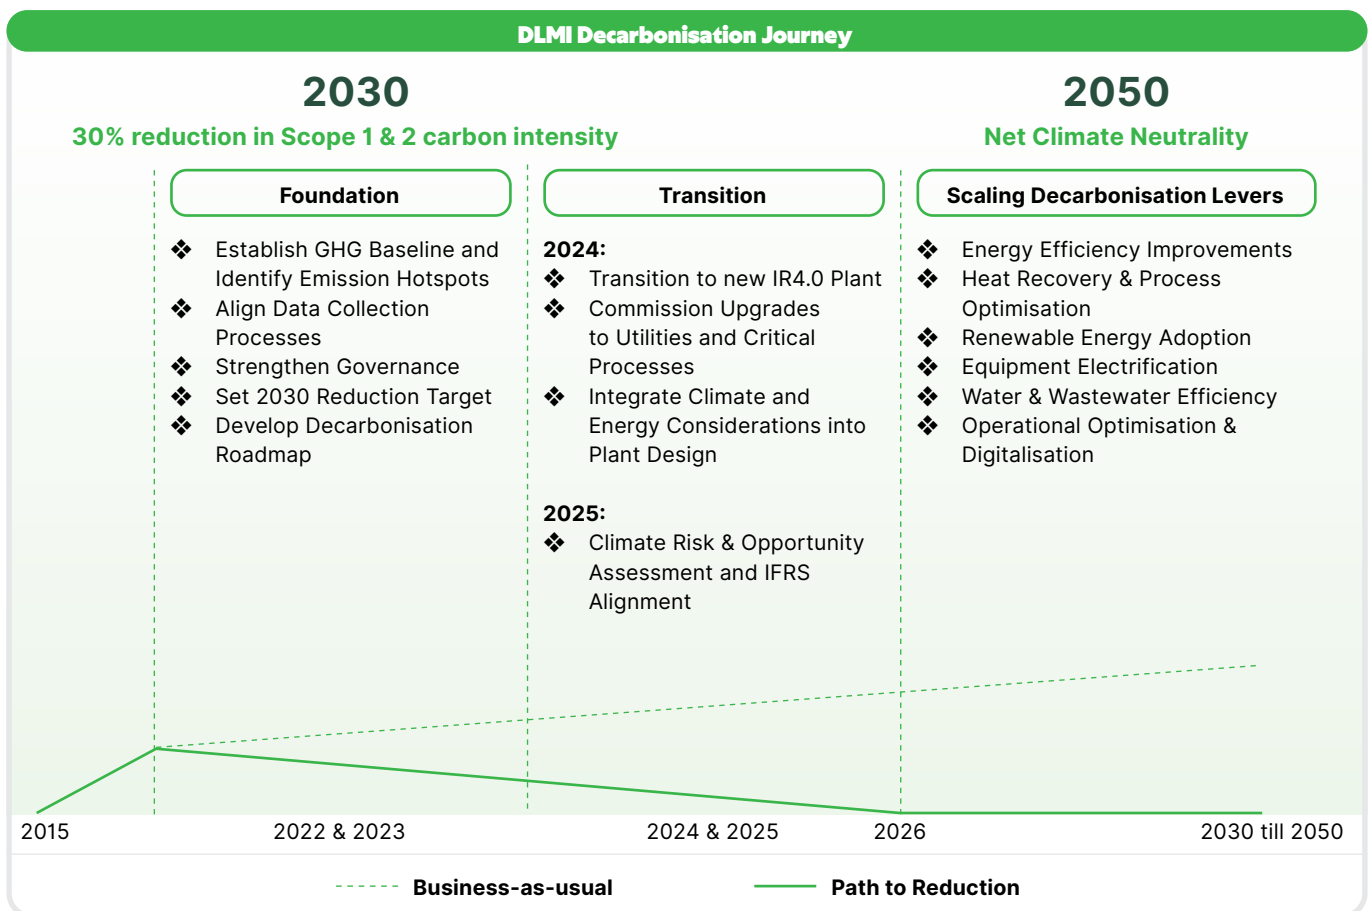 DLMI Decarbonisation Journey
2030
30% reduction in Scope 1 & 2 carbon intensity
2050
Net Climate Neutrality
Foundation
❖ Establish GHG Baseline and
Identify Emission Hotspots
❖ Align Data Collection
Processes
❖ Strengthen Governance
❖ Set 2030 Reduction Target
❖ Develop Decarbonisation
Roadmap
Transition
2024:
❖ Transition to new IR4.0 Plant
❖ Commission Upgrades
to Utilities and Critical
Processes
❖ Integrate Climate and
Energy Considerations into
Plant Design
2025:
❖ Climate Risk & Opportunity
Assessment and IFRS
Alignment
Scaling Decarbonisation Levers
❖ Energy Efficiency Improvements
❖ Heat Recovery & Process
Optimisation
❖ Renewable Energy Adoption
❖ Equipment Electrification
❖ Water & Wastewater Efficiency
❖ Operational Optimisation &
Digitalisation
2015
2022 & 2023
2024 & 2025
2026
2030 till 2050
Business-as-usual
Path to Reduction